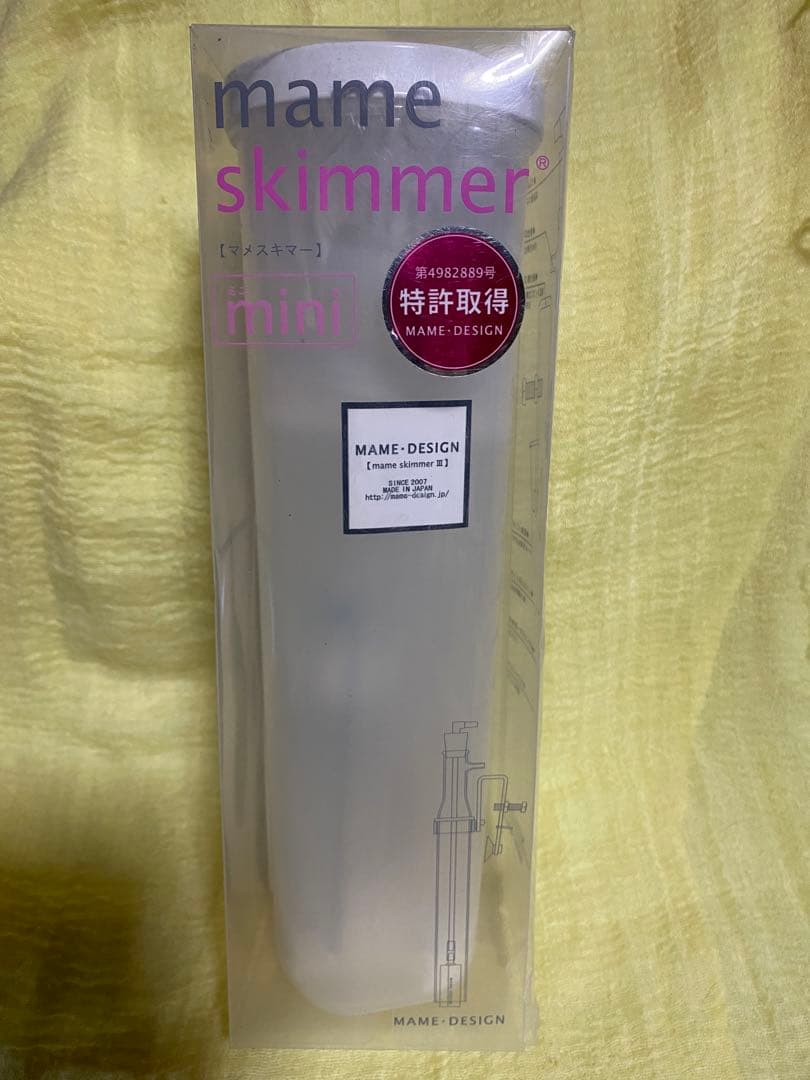 mame
skimmer®
【マメスキマー】
ミニ
mini
第4982889号
特許取得
MAME・DESIGN
MAME・DESIGN
【mame skimmer Ⅲ】
SINCE 2007
MADE IN JAPAN
http://mame-design.jp/
MAME・DESIGN